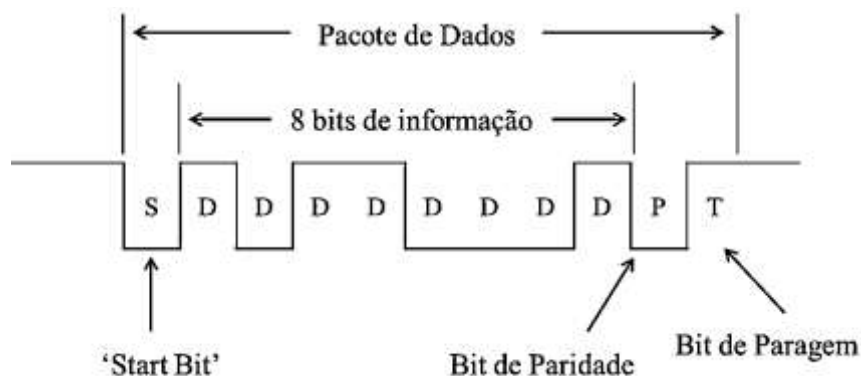 Pacote de Dados
8 bits de informação
S D D D D D D D D P T
'Start Bit'
Bit de Paridade
Bit de Paragem